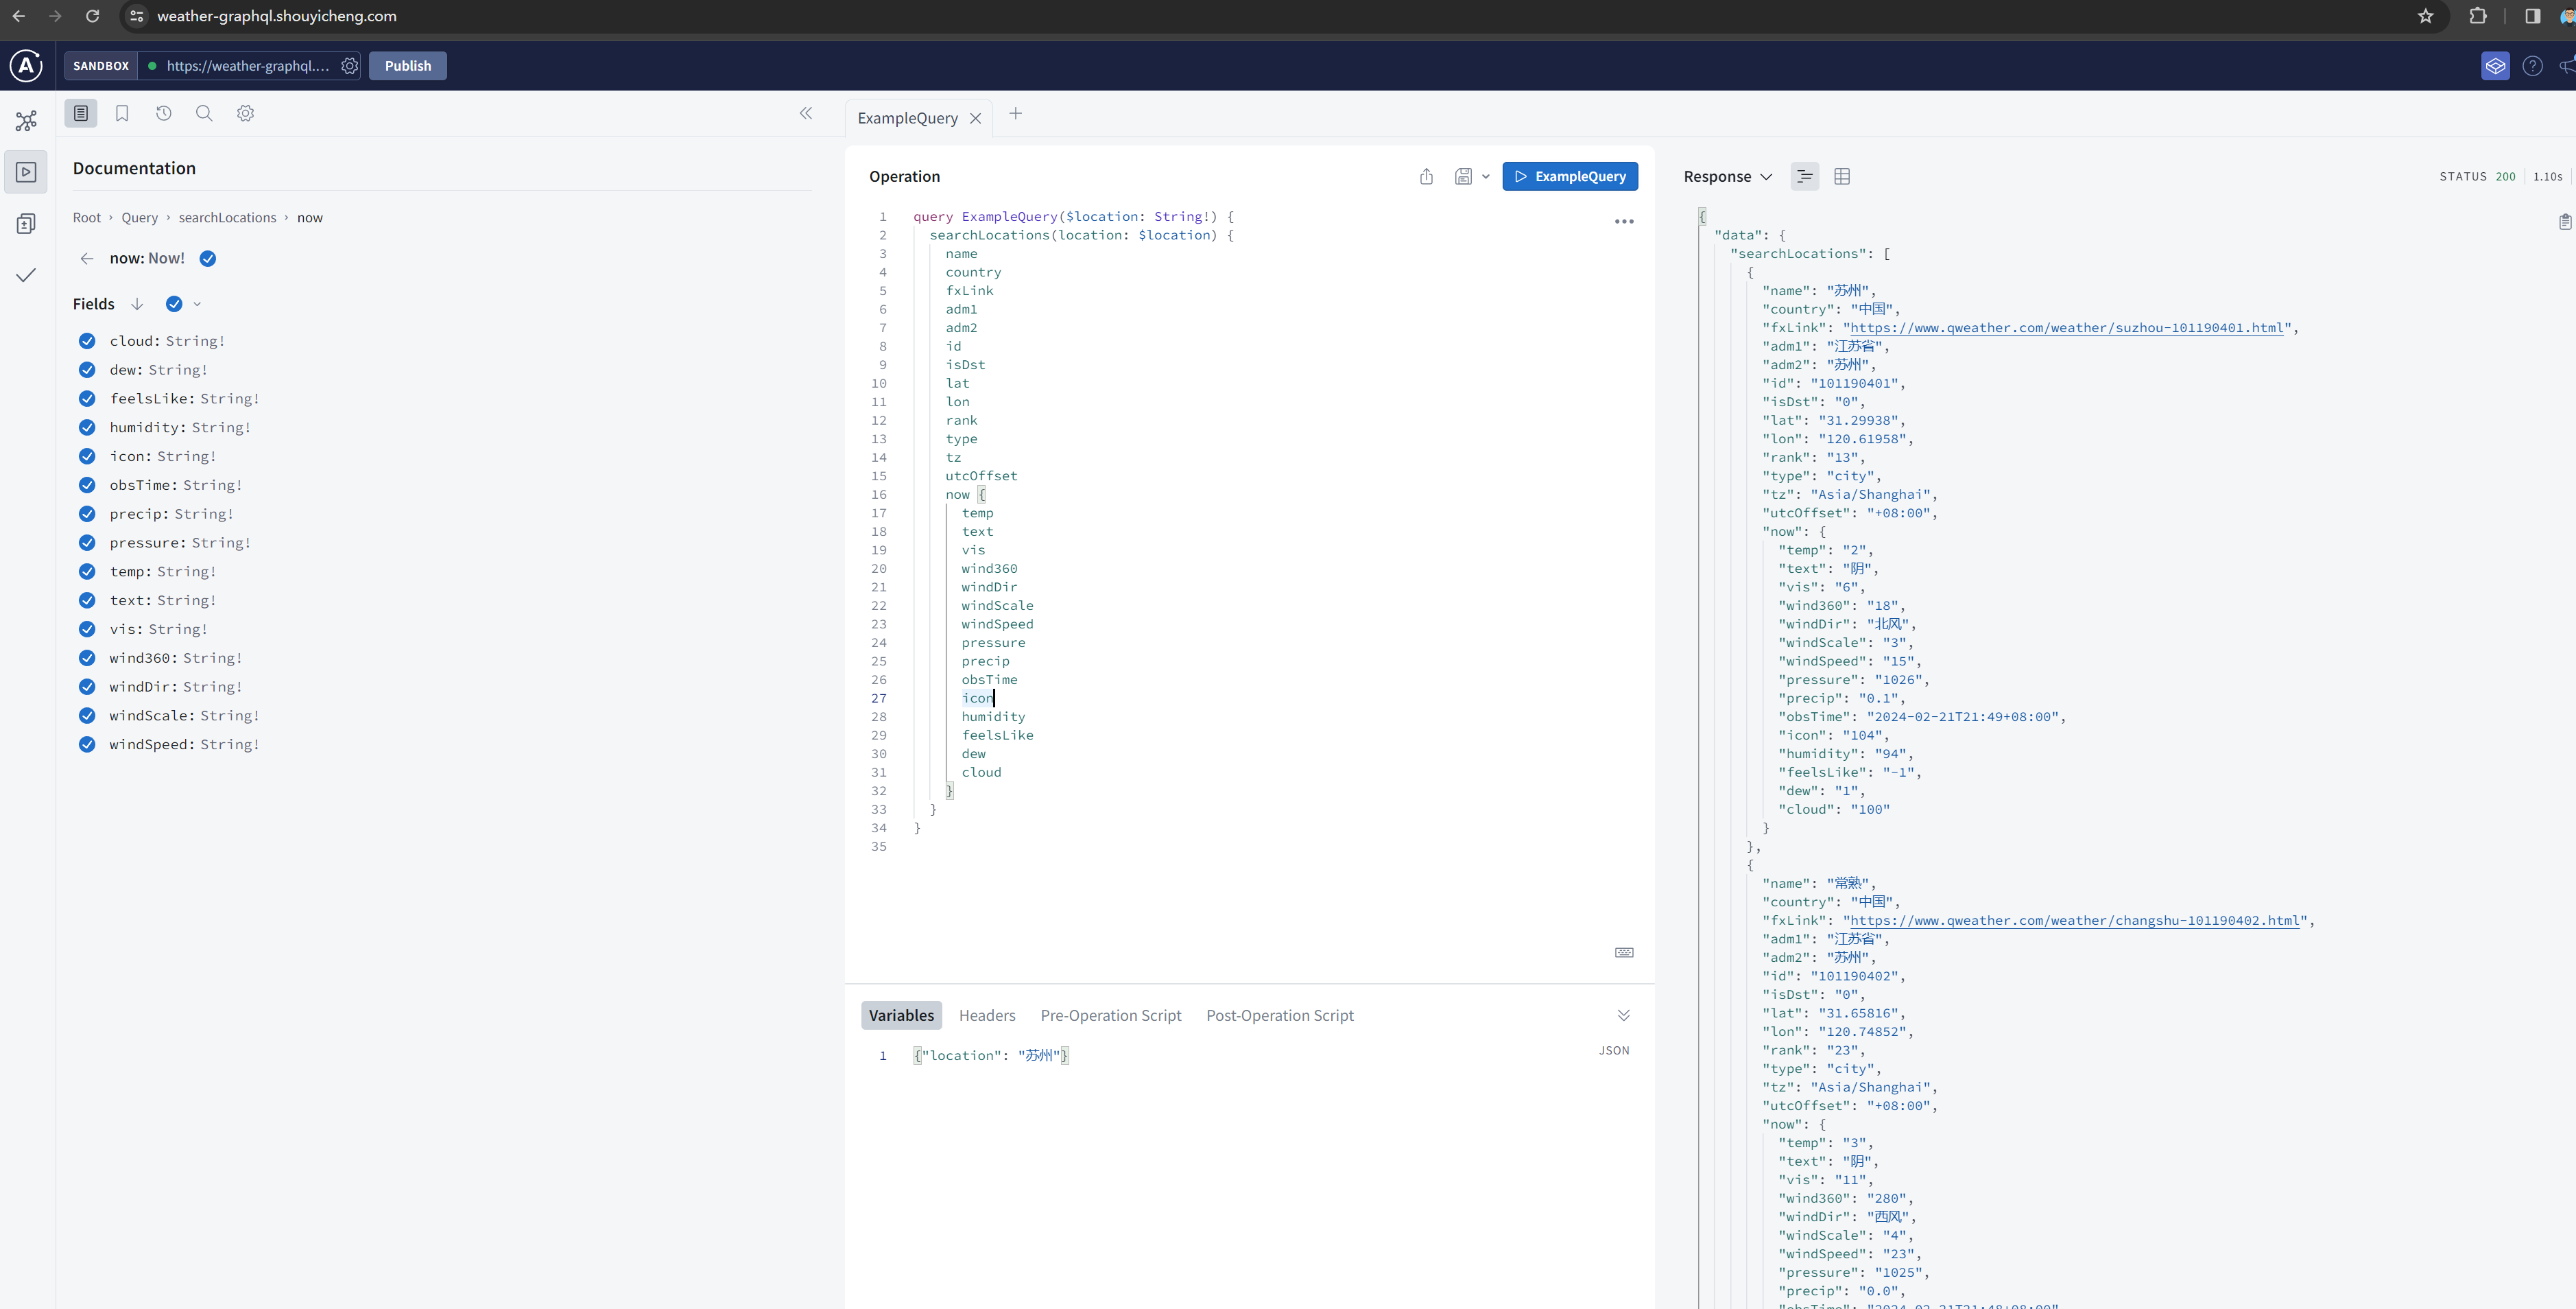 weather-graphql.shouyicheng.com
SANDBOX
https://weather-graphql....
Publish
Documentation
Root › Query › searchLocations › now
now: Now!
Fields
cloud: String!
dew: String!
feelsLike: String!
humidity: String!
icon: String!
obsTime: String!
precip: String!
pressure: String!
temp: String!
text: String!
vis: String!
wind360: String!
windDir: String!
windScale: String!
windSpeed: String!
ExampleQuery
Operation
ExampleQuery
1 query ExampleQuery($location: String!) {
2 searchLocations(location: $location) {
3 name
4 country
5 fxLink
6 adm1
7 adm2
8 id
9 isDst
10 lat
11 lon
12 rank
13 type
14 tz
15 utcOffset
16 now {
17 temp
18 text
19 vis
20 wind360
21 windDir
22 windScale
23 windSpeed
24 pressure
25 precip
26 obsTime
27 icon
28 humidity
29 feelsLike
30 dew
31 cloud
32 }
33 }
34 }
35
Variables
Headers
Pre-Operation Script
Post-Operation Script
1 {"location": "苏州"}
JSON
Response
STATUS 200
1.10s
{
"data": {
"searchLocations": [
{
"name": "苏州",
"country": "中国",
"fxLink": "https://www.qweather.com/weather/suzhou-101190401.html",
"adm1": "江苏省",
"adm2": "苏州",
"id": "101190401",
"isDst": "0",
"lat": "31.29938",
"lon": "120.61958",
"rank": "13",
"type": "city",
"tz": "Asia/Shanghai",
"utcOffset": "+08:00",
"now": {
"temp": "2",
"text": "阴",
"vis": "6",
"wind360": "18",
"windDir": "北风",
"windScale": "3",
"windSpeed": "15",
"pressure": "1026",
"precip": "0.1",
"obsTime": "2024-02-21T21:49+08:00",
"icon": "104",
"humidity": "94",
"feelsLike": "-1",
"dew": "1",
"cloud": "100"
}
},
{
"name": "常熟",
"country": "中国",
"fxLink": "https://www.qweather.com/weather/changshu-101190402.html",
"adm1": "江苏省",
"adm2": "苏州",
"id": "101190402",
"isDst": "0",
"lat": "31.65816",
"lon": "120.74852",
"rank": "23",
"type": "city",
"tz": "Asia/Shanghai",
"utcOffset": "+08:00",
"now": {
"temp": "3",
"text": "阴",
"vis": "11",
"wind360": "280",
"windDir": "西风",
"windScale": "4",
"windSpeed": "23",
"pressure": "1025",
"precip": "0.0",